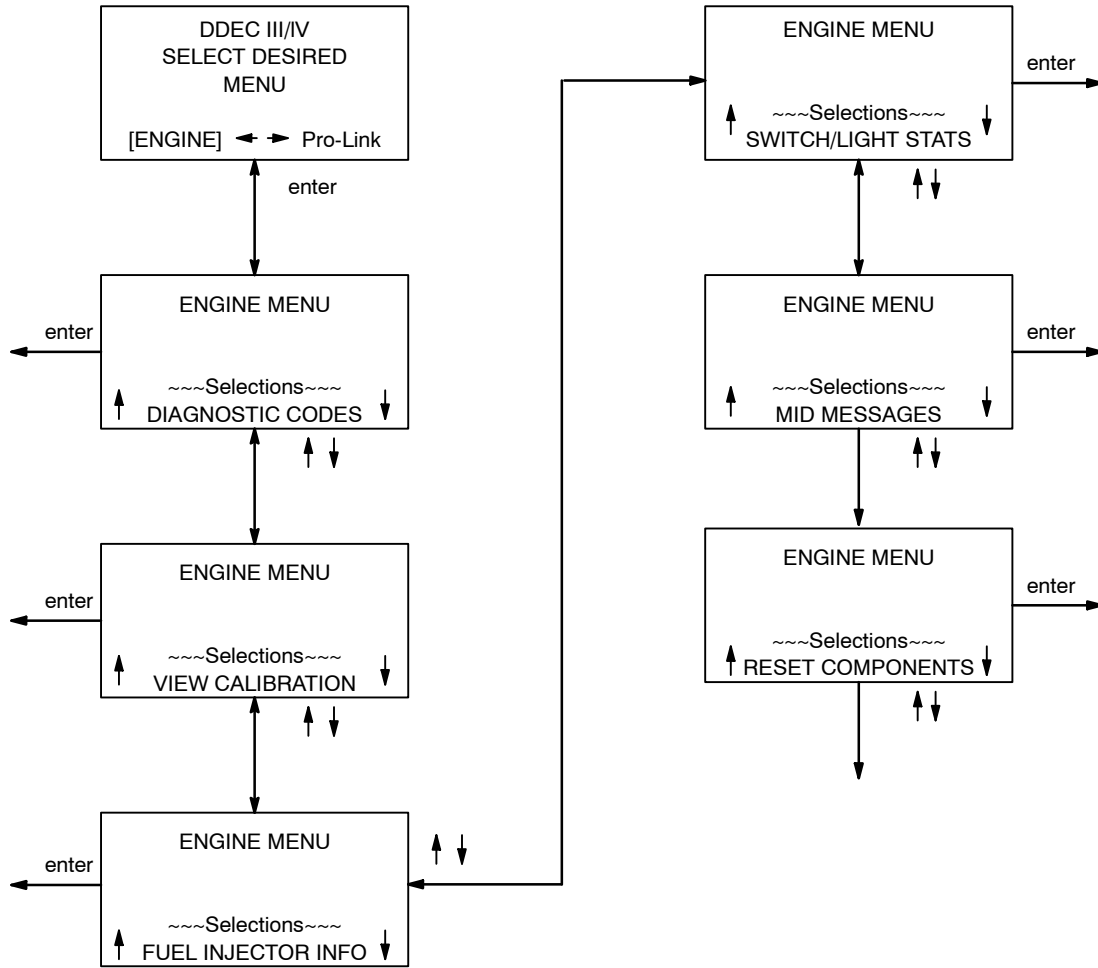 DDEC III/IV
SELECT DESIRED
MENU
[ENGINE] ◄- -► Pro-Link
enter
ENGINE MENU
enter
~~~Selections~~~
↑ DIAGNOSTIC CODES ↓
↑ ↓
ENGINE MENU
enter
~~~Selections~~~
↑ VIEW CALIBRATION ↓
↑ ↓
ENGINE MENU
↑ ↓
enter
~~~Selections~~~
↑ FUEL INJECTOR INFO ↓
ENGINE MENU
enter
~~~Selections~~~
↑ SWITCH/LIGHT STATS ↓
↑ ↓
ENGINE MENU
enter
~~~Selections~~~
↑ MID MESSAGES ↓
↑ ↓
ENGINE MENU
enter
~~~Selections~~~
↑ RESET COMPONENTS ↓
↑ ↓